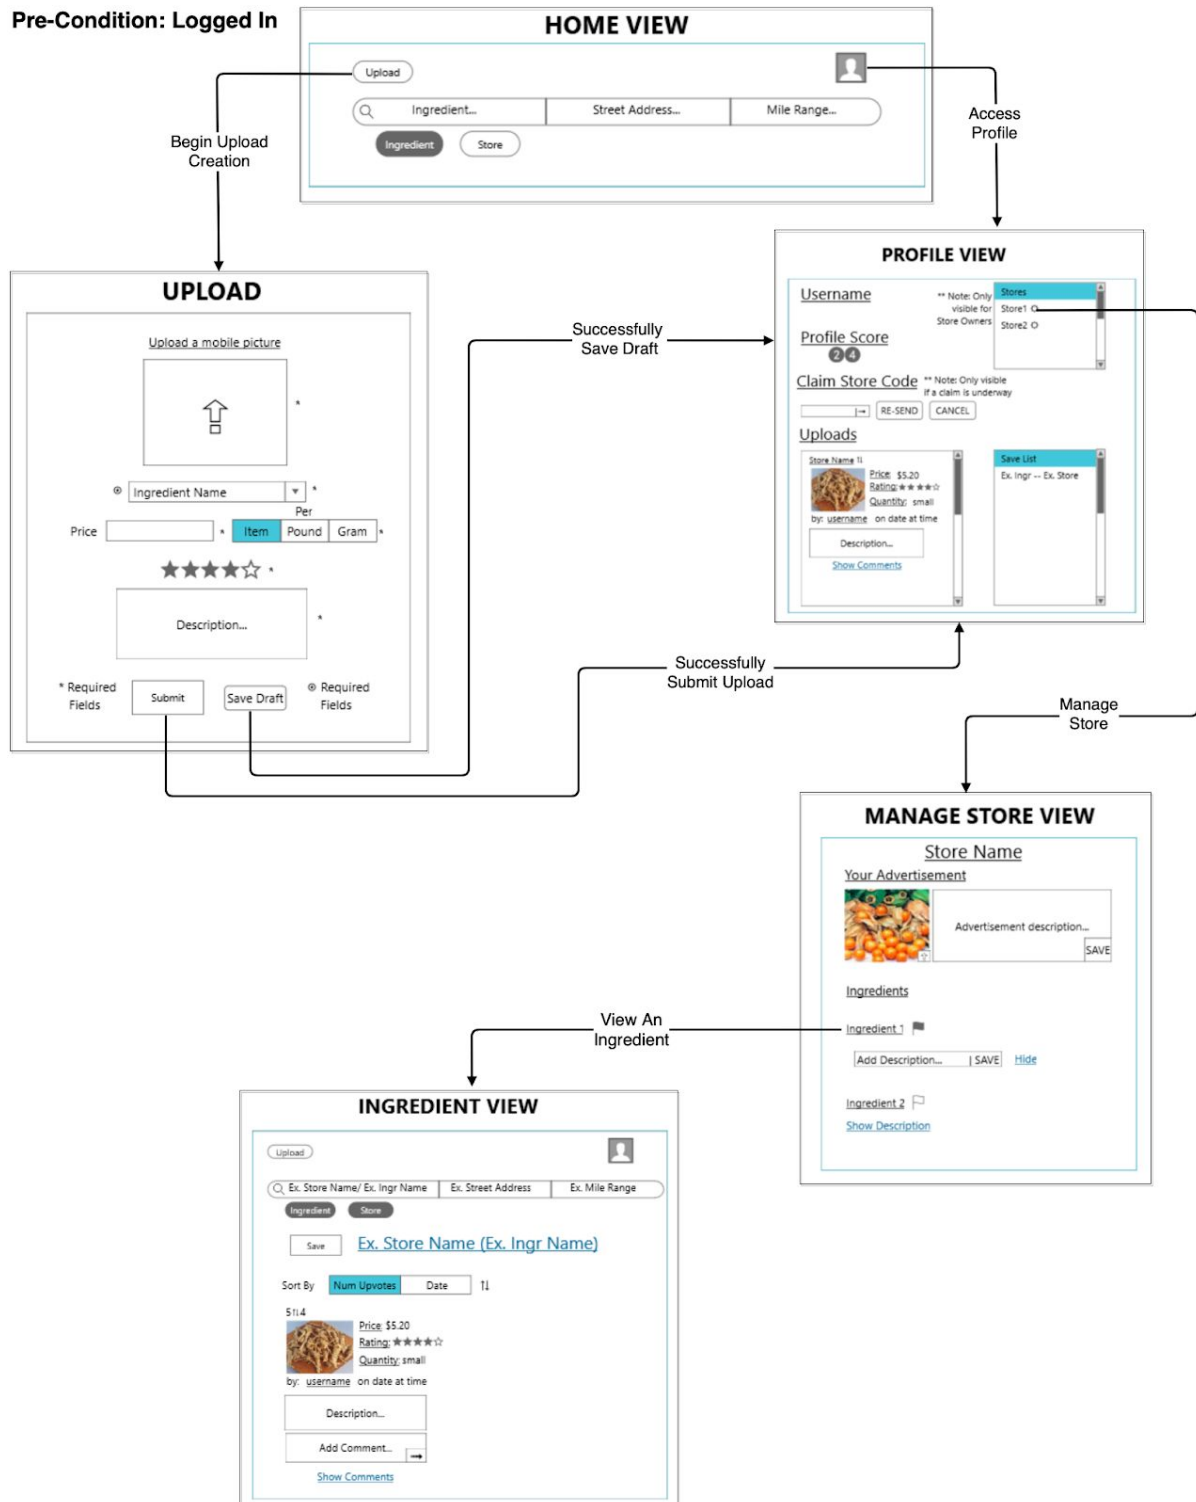 Pre-Condition: Logged In
HOME VIEW
Upload
Ingredient...
Street Address...
Mile Range...
Ingredient
Store
Begin Upload
Creation
Access
Profile
UPLOAD
Upload a mobile picture
*
Ingredient Name
*
Per
Price
*
Item
Pound
Gram
*
*
Description...
*
* Required
Fields
Submit
Save Draft
Required
Fields
Successfully
Save Draft
Successfully
Submit Upload
PROFILE VIEW
Username
** Note: Only
visible for
Store Owners
Stores
Store1
Store2
Profile Score
2 4
Claim Store Code
** Note: Only visible
if a claim is underway
RE-SEND
CANCEL
Uploads
Store Name
Price: $5.20
Rating:
Quantity: small
by: username on date at time
Description...
Show Comments
Save List
Ex. Ingr -- Ex. Store
Manage
Store
MANAGE STORE VIEW
Store Name
Your Advertisement
Advertisement description...
SAVE
Ingredients
Ingredient 1
Add Description... | SAVE
Hide
Ingredient 2
Show Description
View An
Ingredient
INGREDIENT VIEW
Upload
Ex. Store Name/ Ex. Ingr Name
Ex. Street Address
Ex. Mile Range
Ingredient
Store
Save
Ex. Store Name (Ex. Ingr Name)
Sort By
Num Upvotes
Date
5 4
Price: $5.20
Rating:
Quantity: small
by: username on date at time
Description...
Add Comment...
Show Comments